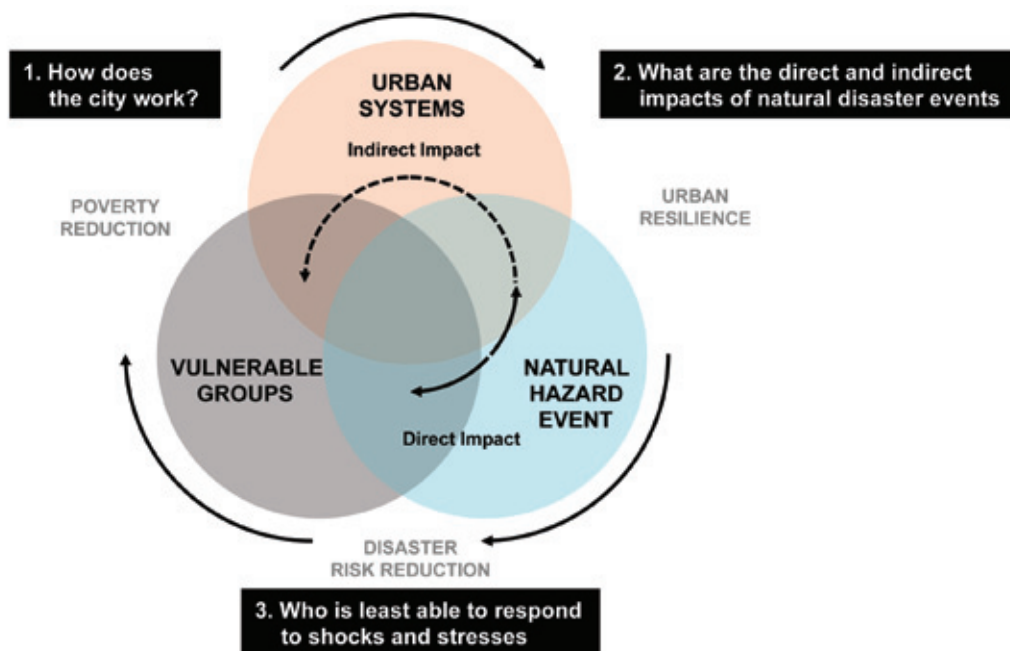 1. How does
the city work?
URBAN
SYSTEMS
Indirect Impact
2. What are the direct and indirect
impacts of natural disaster events
POVERTY
REDUCTION
URBAN
RESILIENCE
VULNERABLE
GROUPS
NATURAL
HAZARD
EVENT
Direct Impact
DISASTER
RISK REDUCTION
3. Who is least able to respond
to shocks and stresses